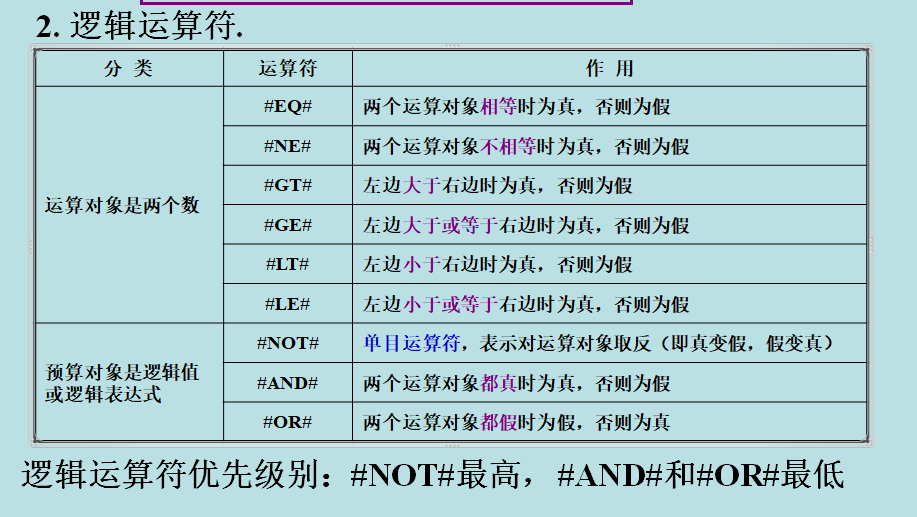 2. 逻辑运算符.
分 类 运算符 作 用
#EQ# 两个运算对象相等时为真，否则为假
#NE# 两个运算对象不相等时为真，否则为假
#GT# 左边大于右边时为真，否则为假
运算对象是两个数
#GE# 左边大于或等于右边时为真，否则为假
#LT# 左边小于右边时为真，否则为假
#LE# 左边小于或等于右边时为真，否则为假
#NOT# 单目运算符，表示对运算对象取反（即真变假，假变真）
预算对象是逻辑值
或逻辑表达式
#AND# 两个运算对象都真时为真，否则为假
#OR# 两个运算对象都假时为假，否则为真
逻辑运算符优先级别：#NOT#最高，#AND#和#OR#最低